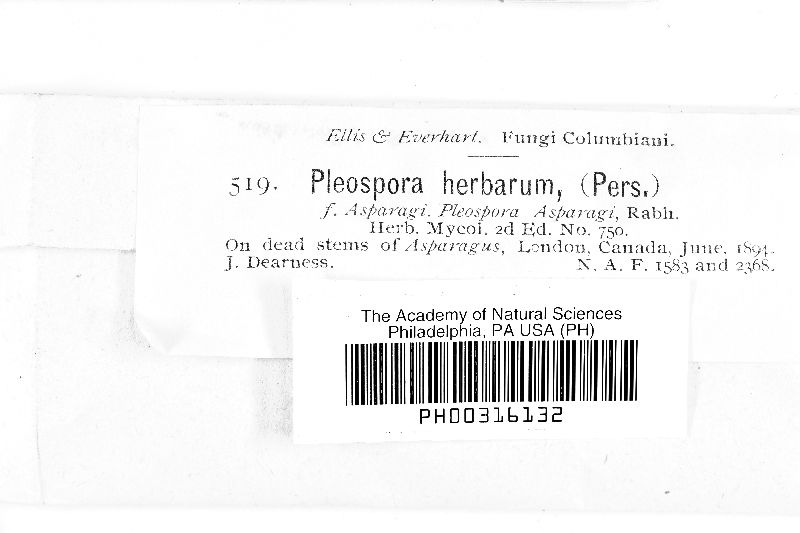 Ellis & Everhart. Fungi Columbiani.
519. Pleospora herbarum, (Pers.)
f. Asparagi. Pleospora Asparagi, Rabh.
Herb. Mycol. 2d Ed. No. 750.
On dead stems of Asparagus, London, Canada, June, 1894.
J. Dearness. N. A. F. 1583 and 2368.
The Academy of Natural Sciences
Philadelphia, PA USA (PH)
PH00316132